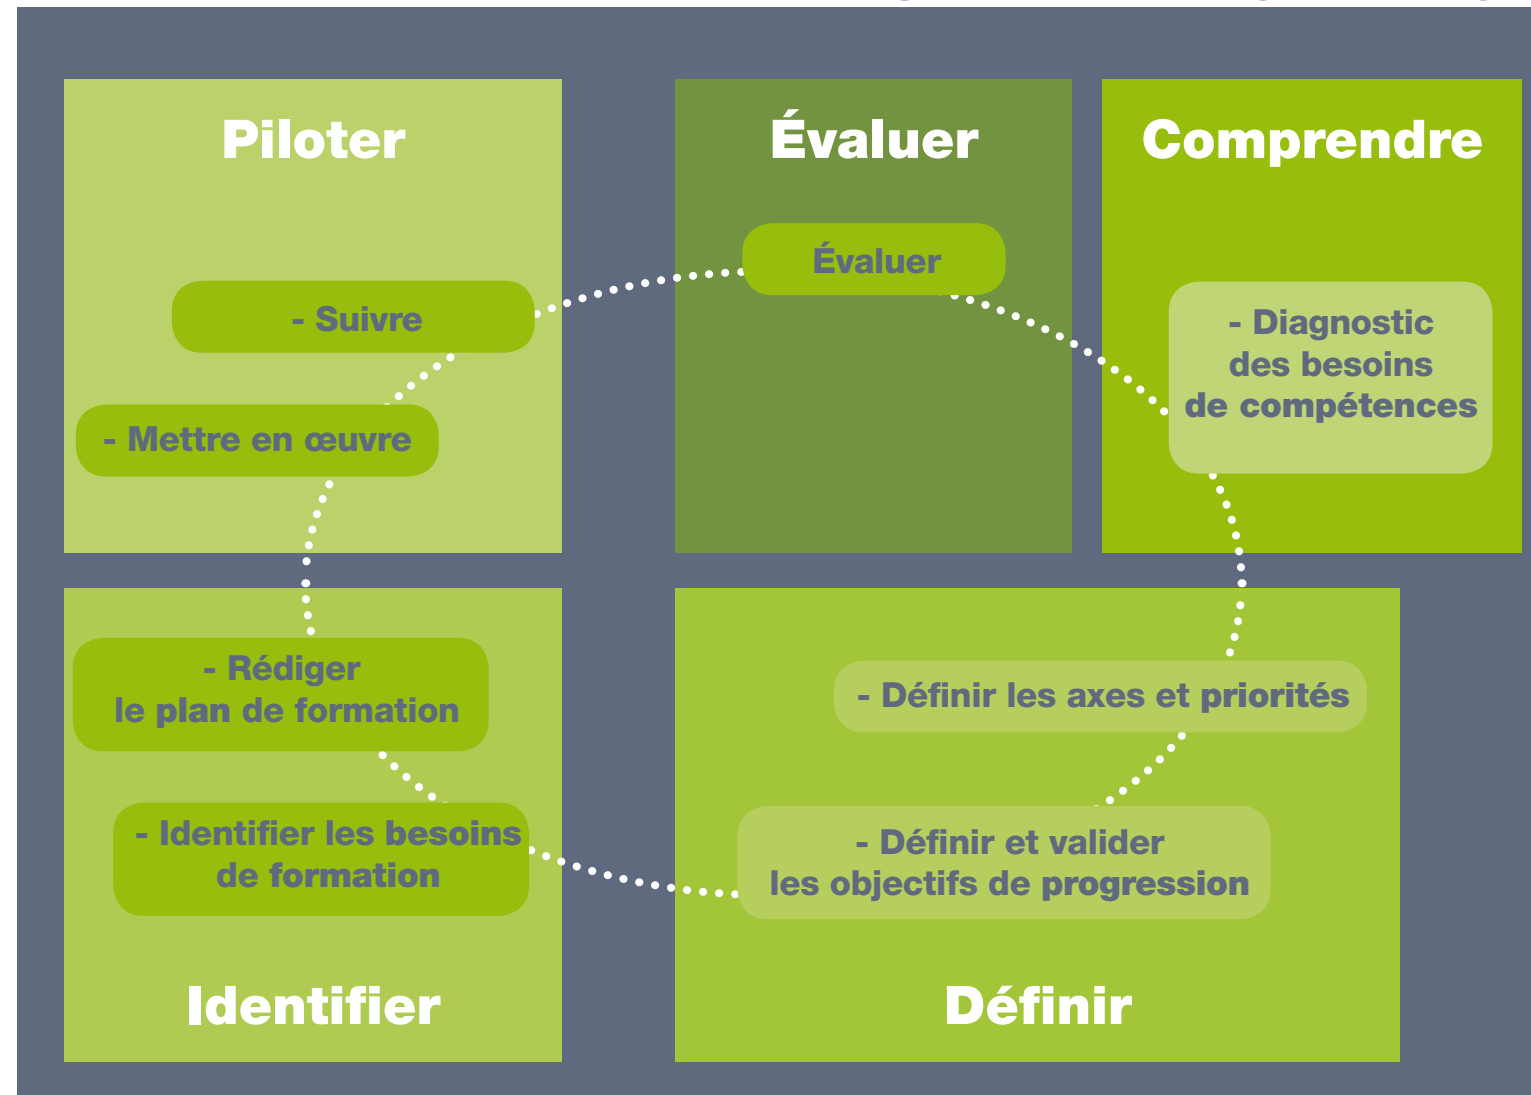 Piloter
- Suivre
- Mettre en œuvre
Évaluer
Évaluer
Comprendre
- Diagnostic
des besoins
de compétences
- Rédiger
le plan de formation
- Identifier les besoins
de formation
Identifier
- Définir les axes et priorités
- Définir et valider
les objectifs de progression
Définir